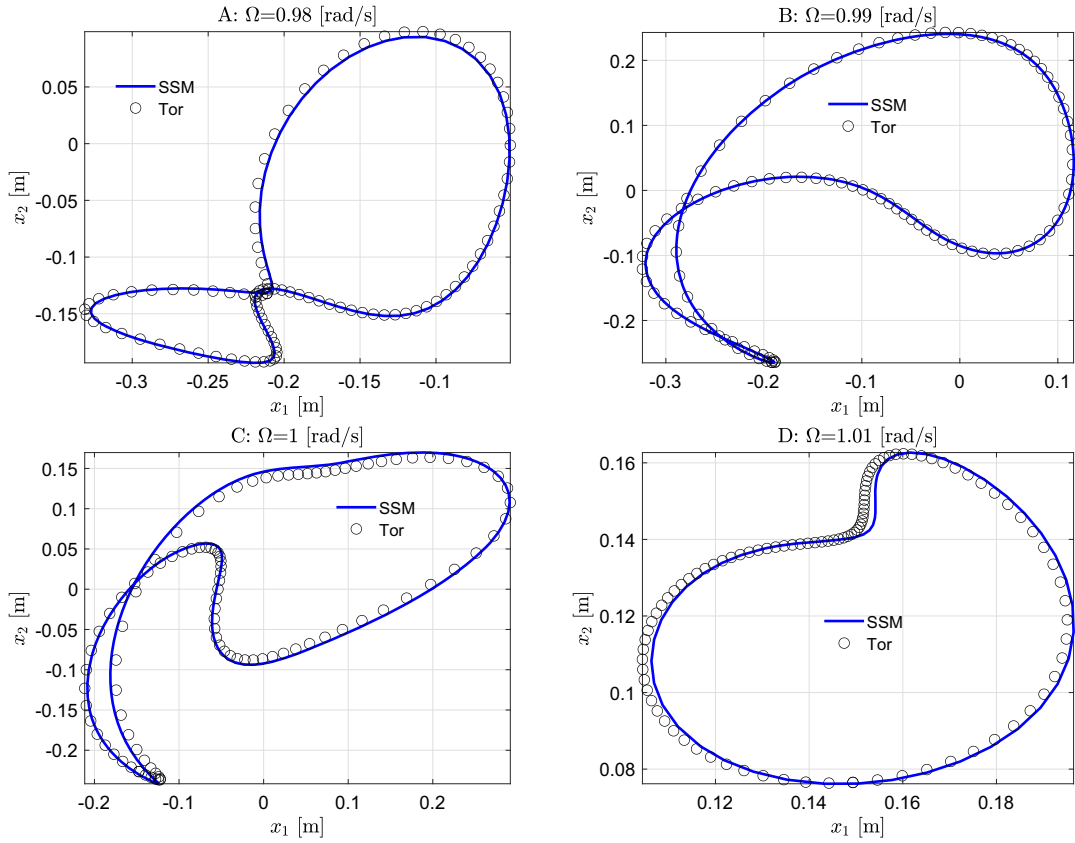 A: Ω=0.98 [rad/s]
0.05
0
-0.05
-0.1
-0.15
x₂ [m]
SSM
Tor
-0.3
-0.25
-0.2
-0.15
-0.1
x₁ [m]
B: Ω=0.99 [rad/s]
0.2
0.1
0
-0.1
-0.2
x₂ [m]
SSM
Tor
-0.3
-0.2
-0.1
0
0.1
x₁ [m]
C: Ω=1 [rad/s]
0.15
0.1
0.05
0
-0.05
-0.1
-0.15
-0.2
x₂ [m]
SSM
Tor
-0.2
-0.1
0
0.1
0.2
x₁ [m]
D: Ω=1.01 [rad/s]
0.16
0.14
0.12
0.1
0.08
x₂ [m]
SSM
Tor
0.12
0.14
0.16
0.18
x₁ [m]